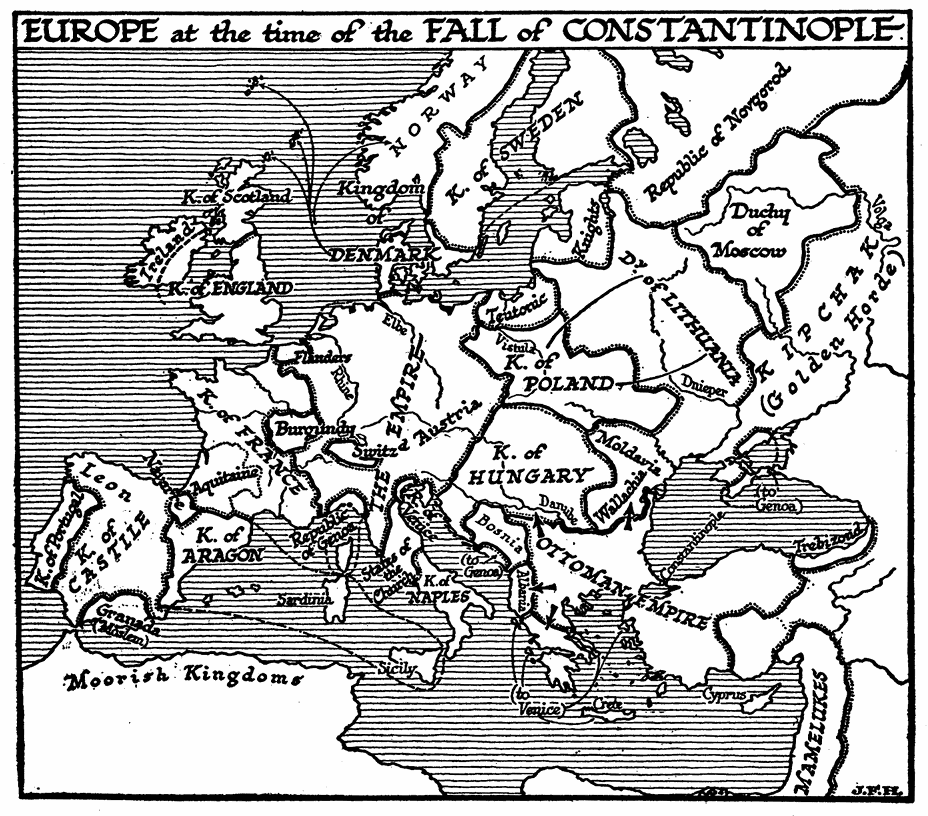 EUROPE at the time of the FALL of CONSTANTINOPLE
NORWAY
K. of SWEDEN
Republic of Novgorod
K. of Scotland
Kingdom
of
DENMARK
Ireland
K. of ENGLAND
Knights
Teutonic
Duchy
of
Moscow
Volga
KIPCHAK
(Golden Horde)
Dy. of LITHUANIA
Dnieper
Elbe
Vistula
K. of
POLAND
Flanders
Rhine
THE EMPIRE
Burgundy
Switzd
Austria
K. of FRANCE
Aquitaine
Navarre
K. of
HUNGARY
Moldavia
Wallachia
Danube
(to
Genoa)
Leon
K. of
CASTILE
K. of Portugal
K. of
ARAGON
Granada
(Moslem)
Republic
of Genoa
Venice
States of
the
Church
K. of
NAPLES
Sardinia
Sicily
Bosnia
(to
Genoa)
Albania
OTTOMAN EMPIRE
Constantinople
Trebizond
(to
Venice)
Crete
Cyprus
MAMELUKES
Moorish Kingdoms
J.F.H.